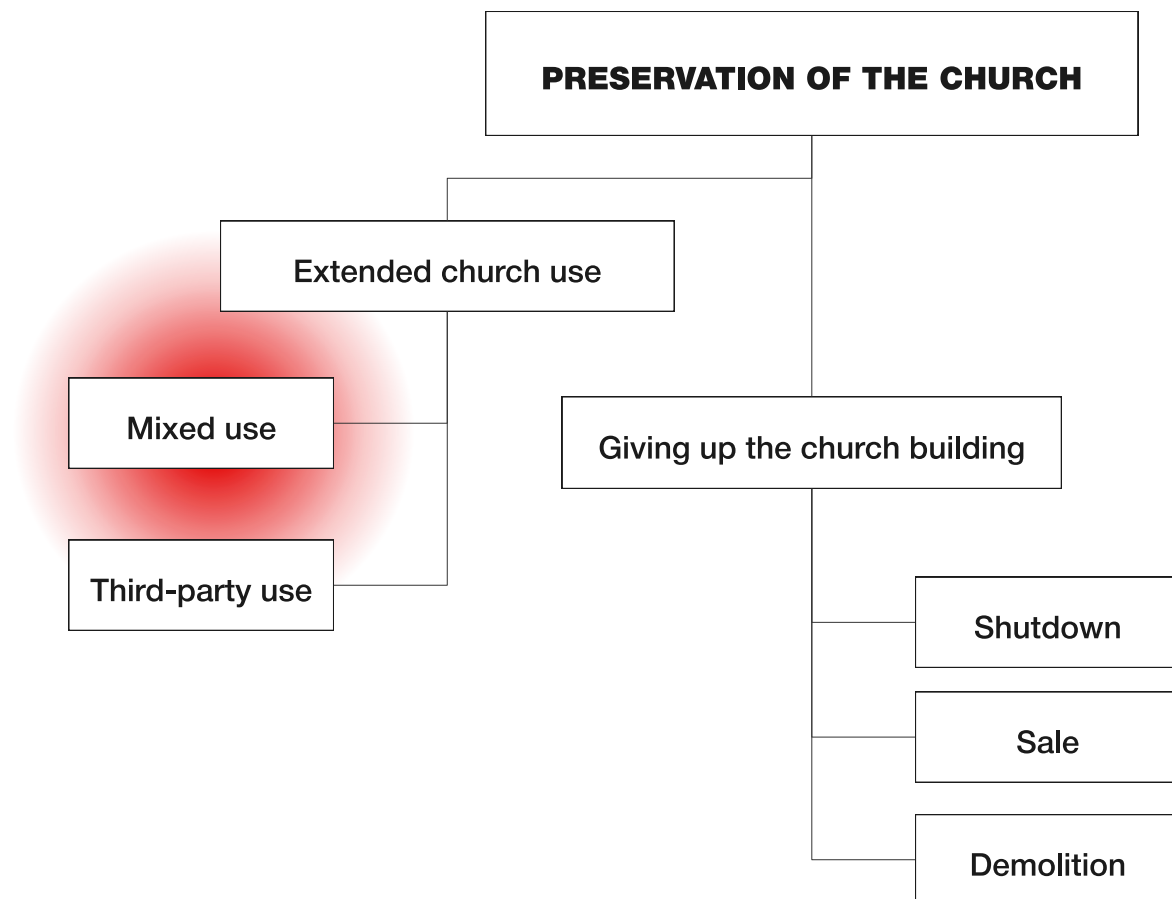 PRESERVATION OF THE CHURCH
Extended church use
Mixed use
Third-party use
Giving up the church building
Shutdown
Sale
Demolition